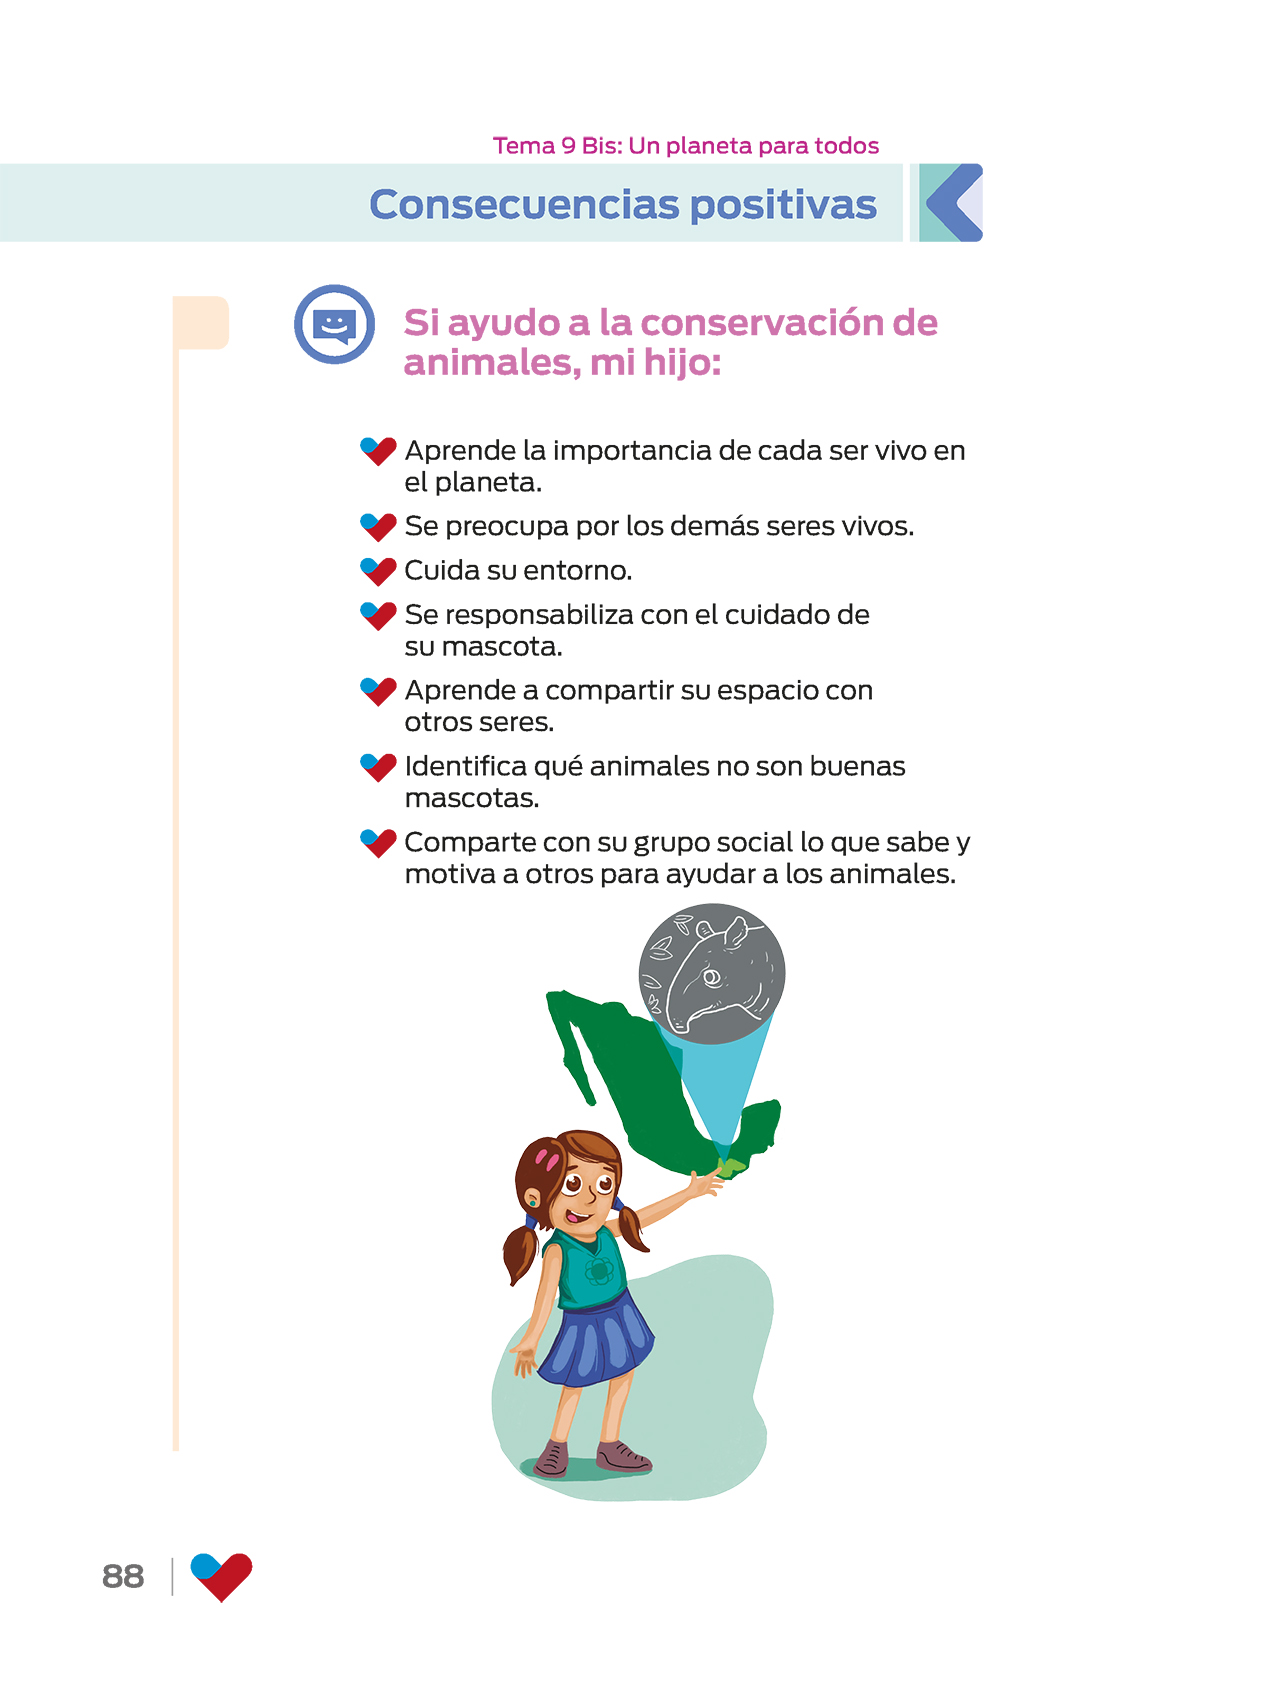 Tema 9 Bis: Un planeta para todos
Consecuencias positivas
Si ayudo a la conservación de
animales, mi hijo:
Aprende la importancia de cada ser vivo en
el planeta.
Se preocupa por los demás seres vivos.
Cuida su entorno.
Se responsabiliza con el cuidado de
su mascota.
Aprende a compartir su espacio con
otros seres.
Identifica qué animales no son buenas
mascotas.
Comparte con su grupo social lo que sabe y
motiva a otros para ayudar a los animales.
88